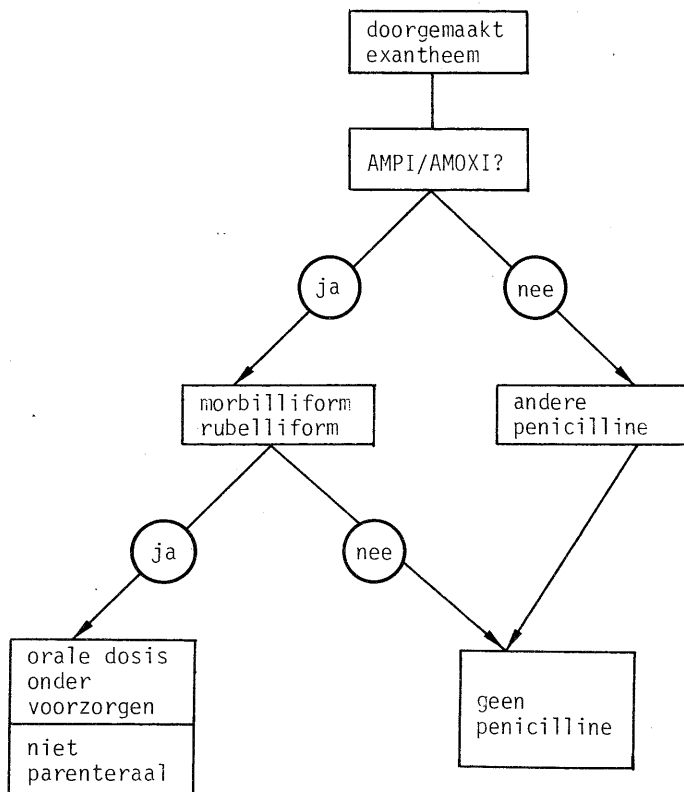 doorgemaakt
exantheem
AMPI/AMOXI?
ja
nee
morbilliform
rubelliform
andere
penicilline
ja
nee
orale dosis
onder
voorzorgen
niet
parenteraal
geen
penicilline